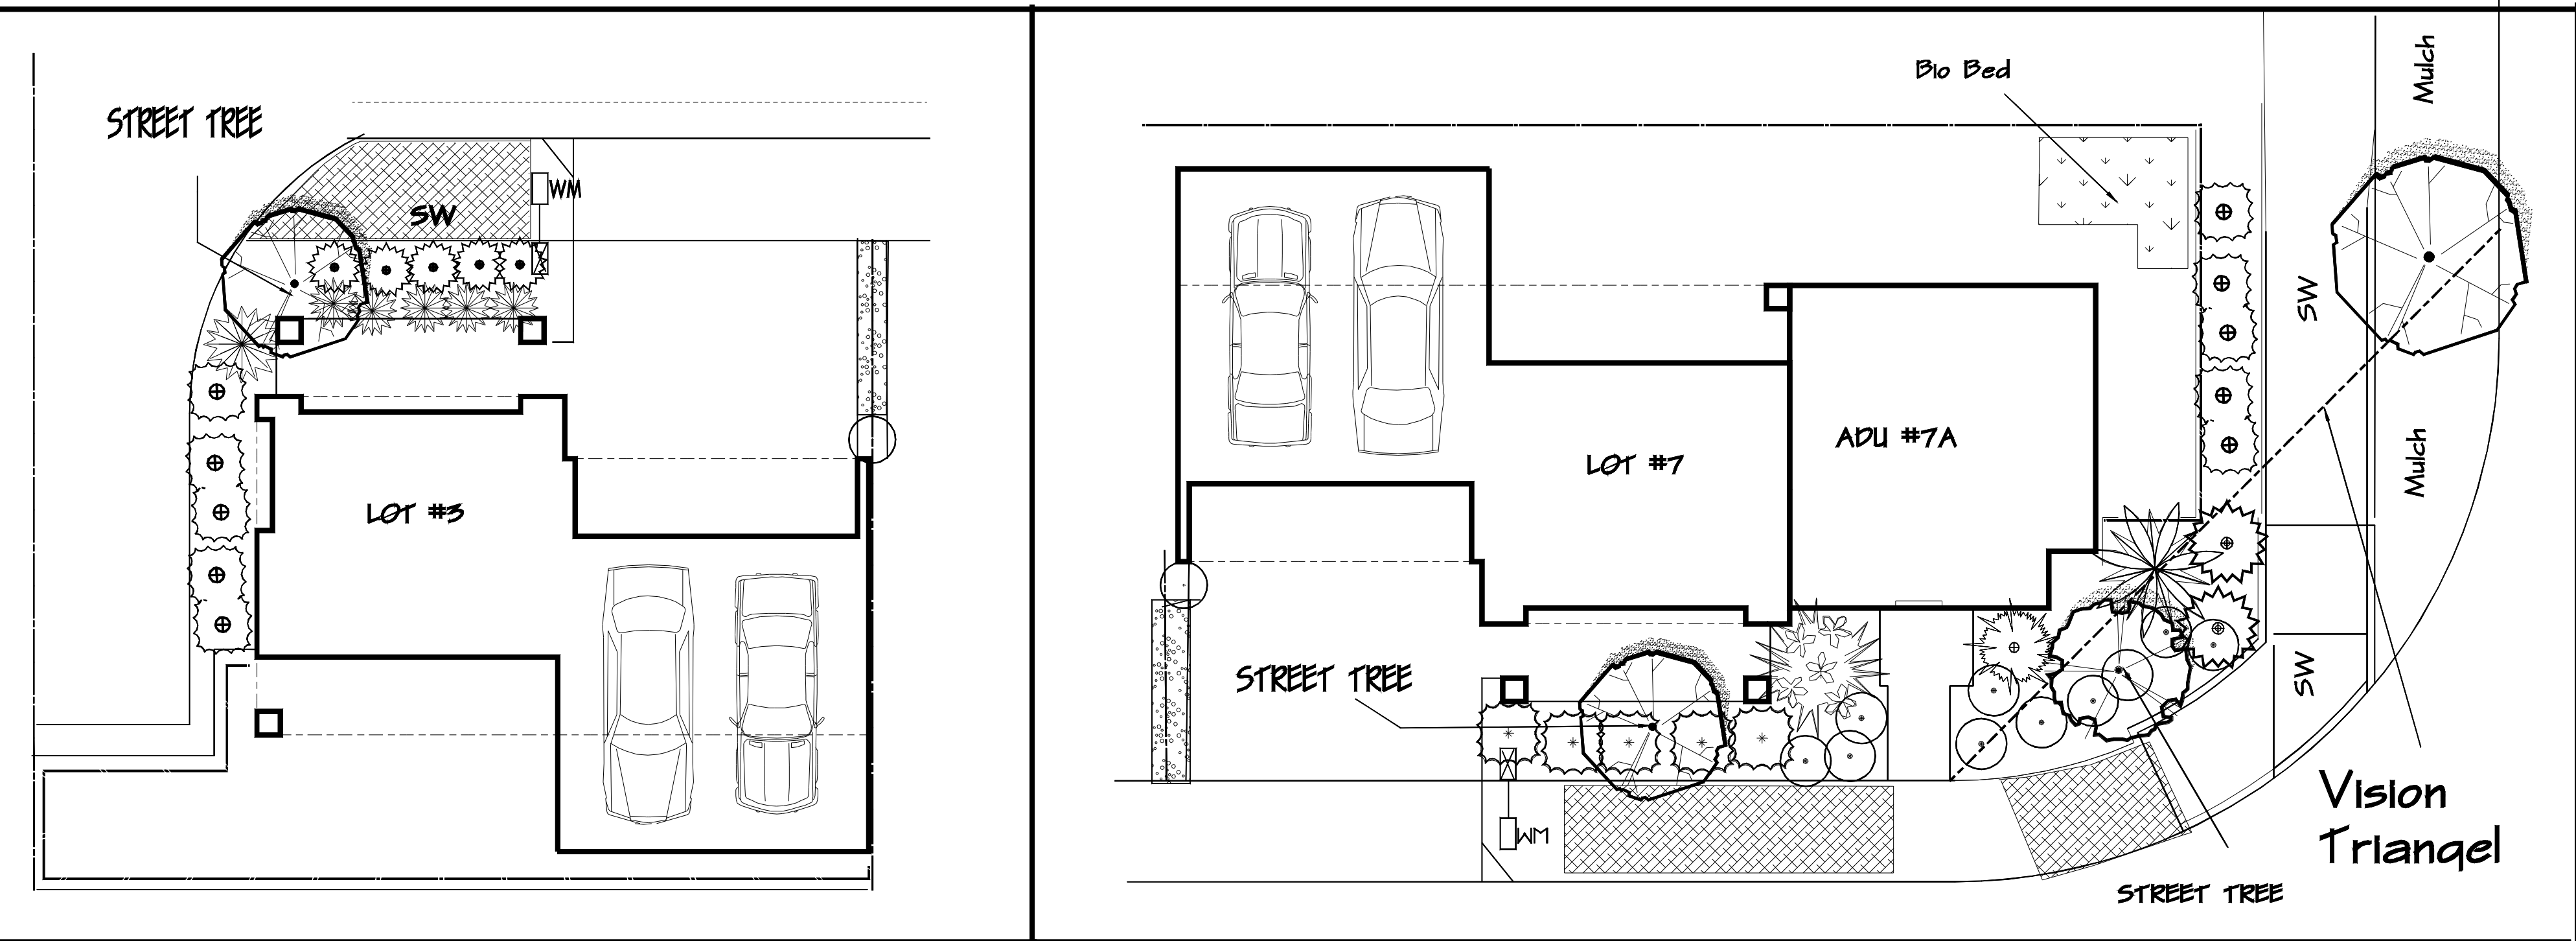 STREET TREE
WM
SW
LOT #3
Bio Bed
Mulch
SW
ADU #7A
LOT #7
Mulch
STREET TREE
SW
WM
Vision
Triangel
STREET TREE